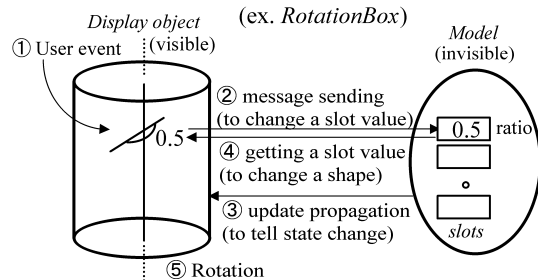 (ex. RotationBox)
Display object
(visible)
① User event
0.5
② message sending
(to change a slot value)
④ getting a slot value
(to change a shape)
③ update propagation
(to tell state change)
⑤ Rotation
Model
(invisible)
0.5 ratio
slots